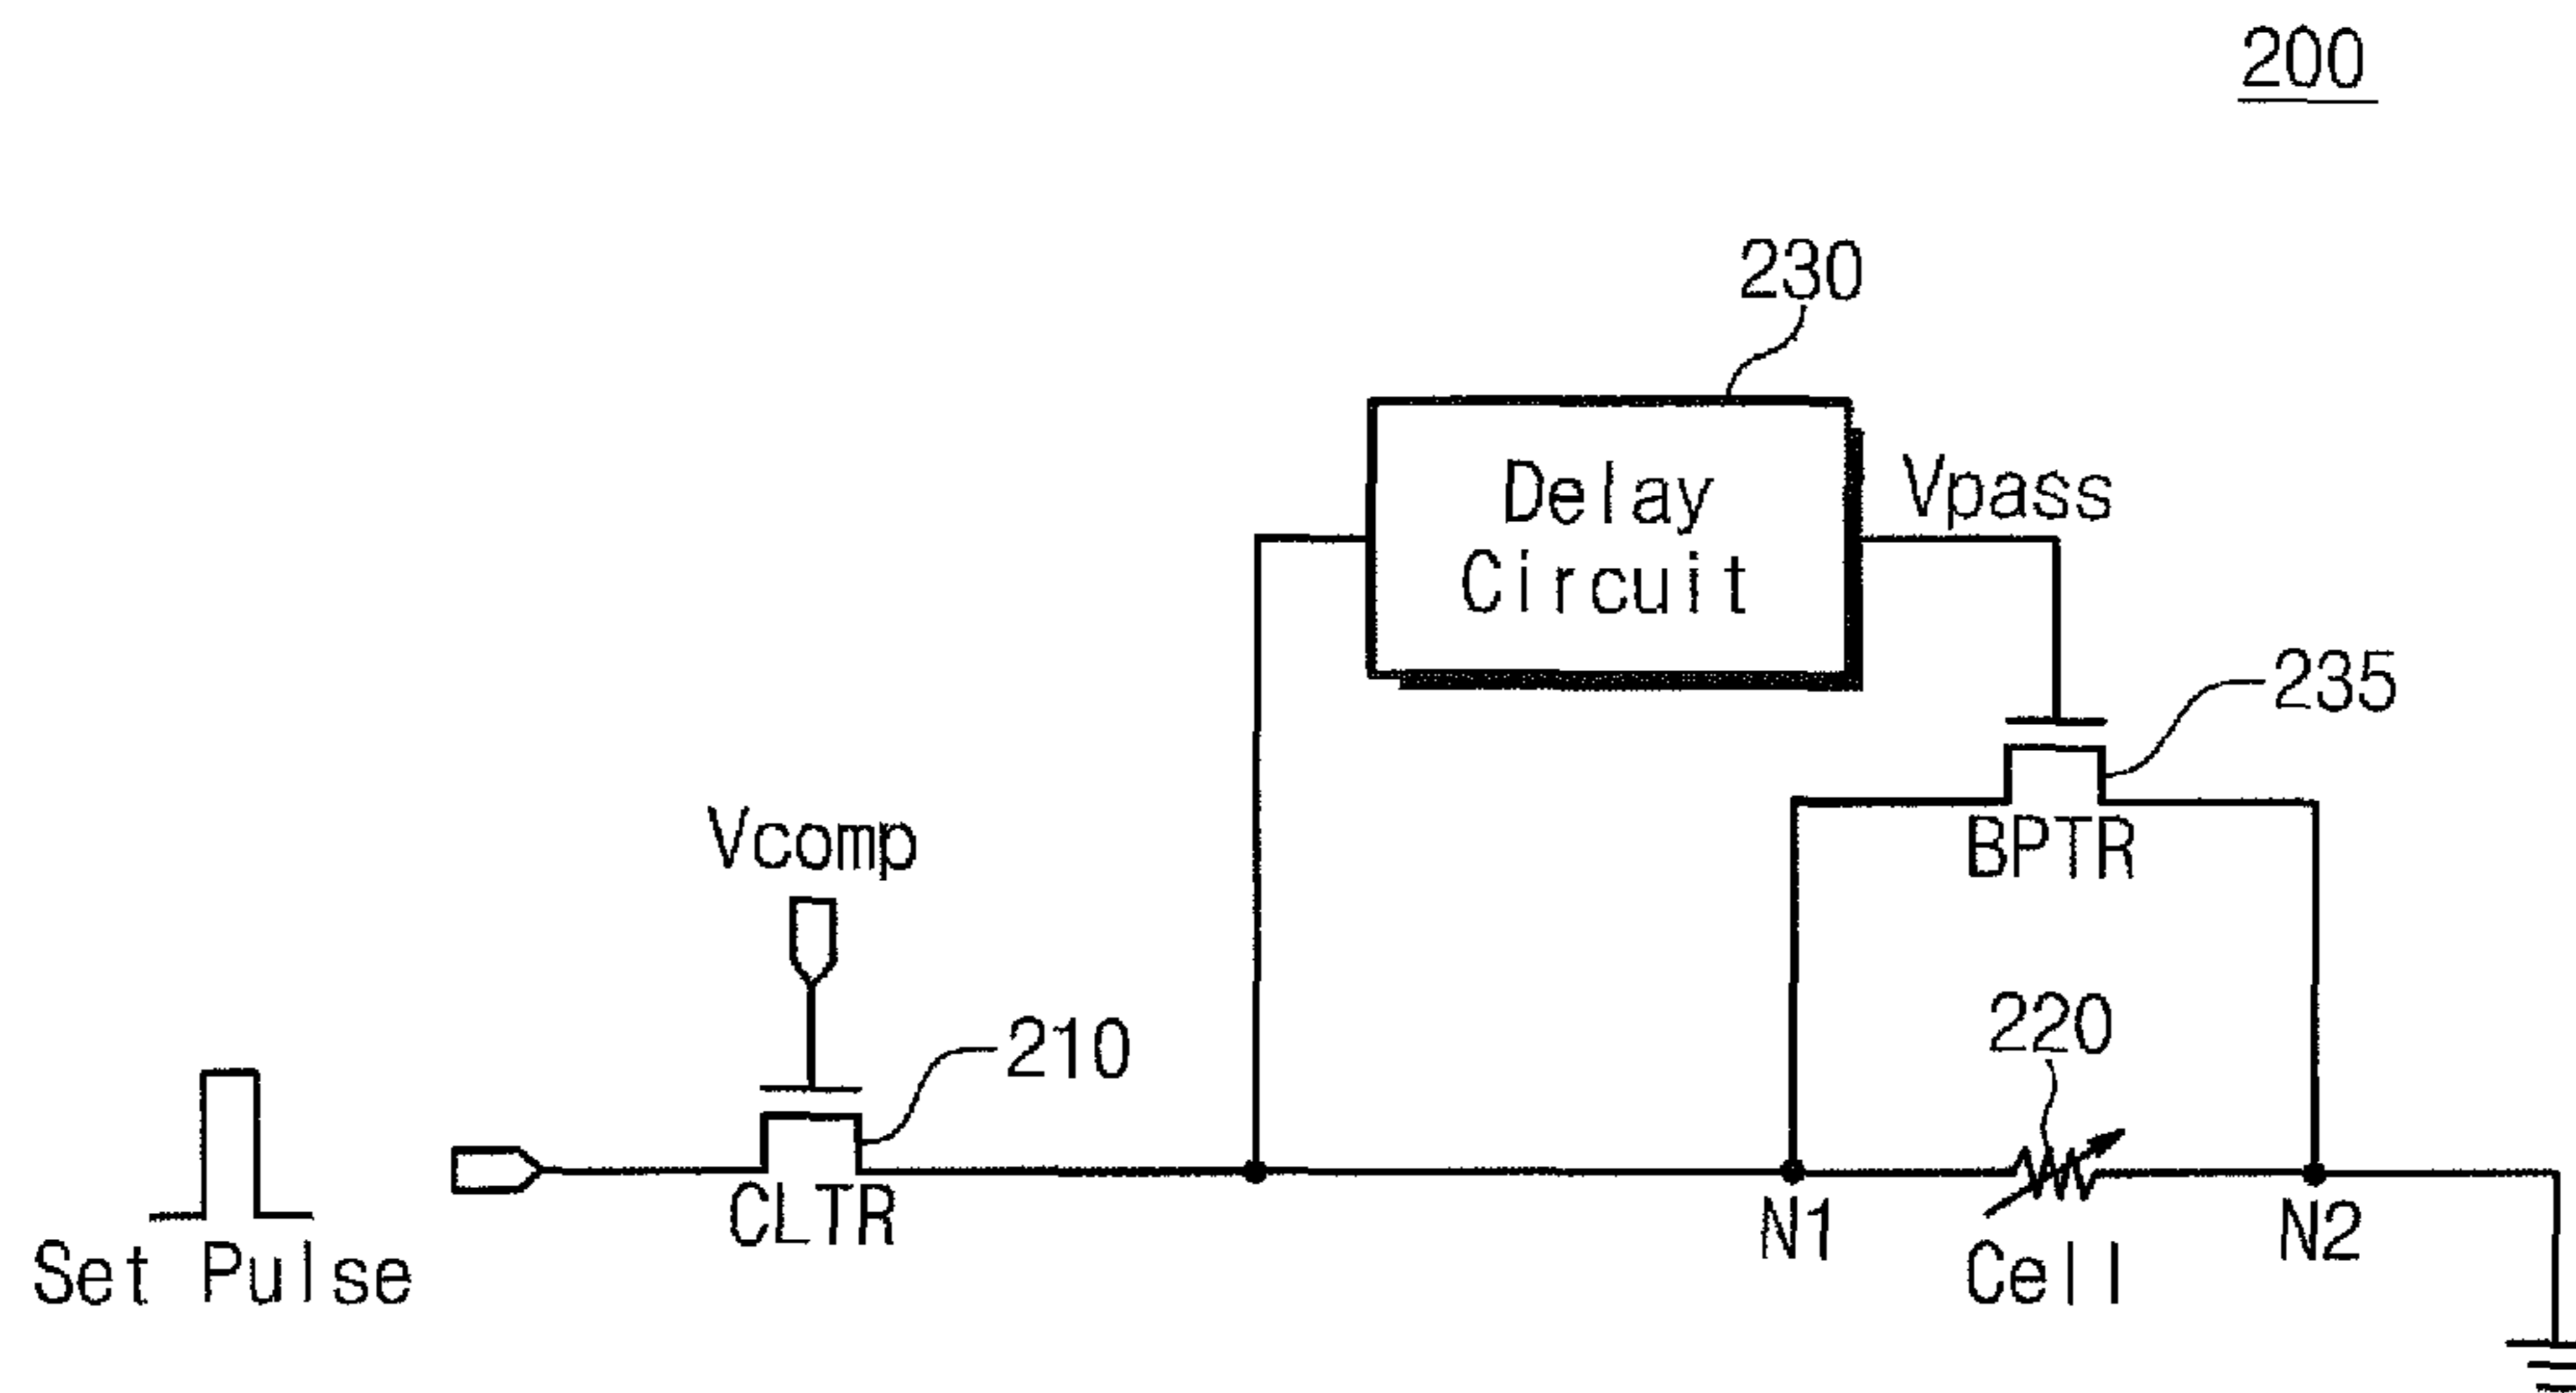 200
230
Delay
Circuit
Vpass
235
BPTR
Vcomp
210
220
CLTR
N1
N2
Set Pulse
Cell